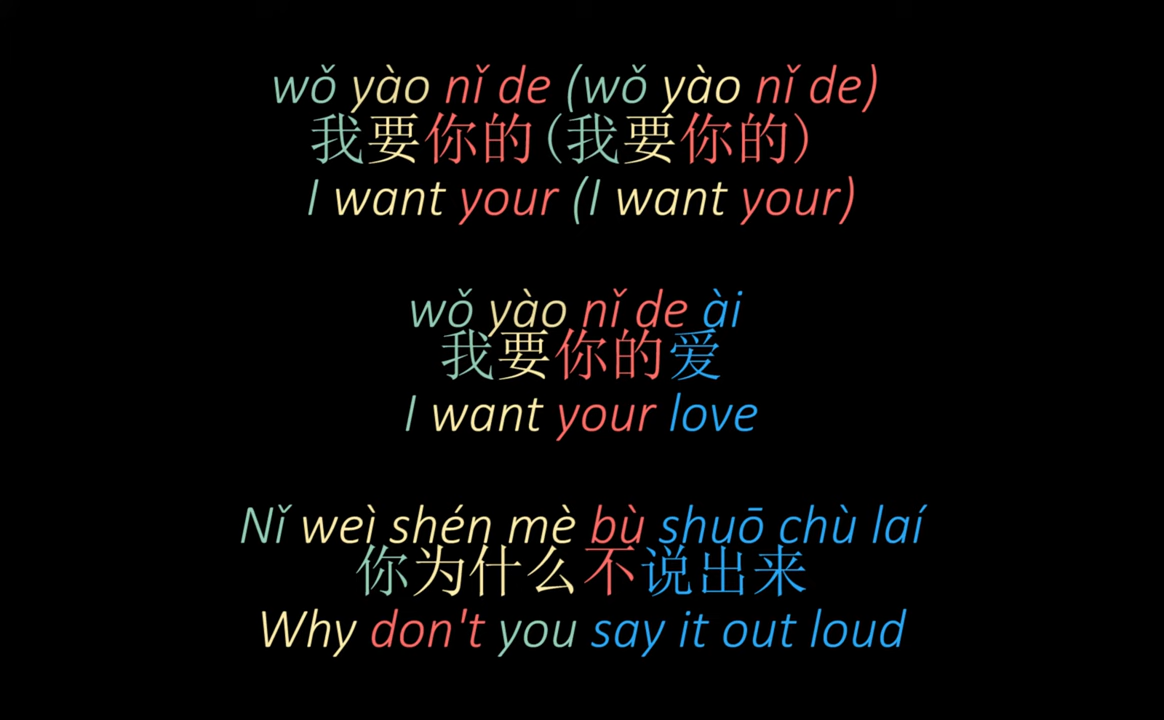 wǒ yào nǐ de (wǒ yào nǐ de)
我要你的(我要你的)
I want your (I want your)
wǒ yào nǐ de ài
我要你的爱
I want your love
Nǐ weì shén mè bù shuō chù laí
你为什么不说出来
Why don't you say it out loud